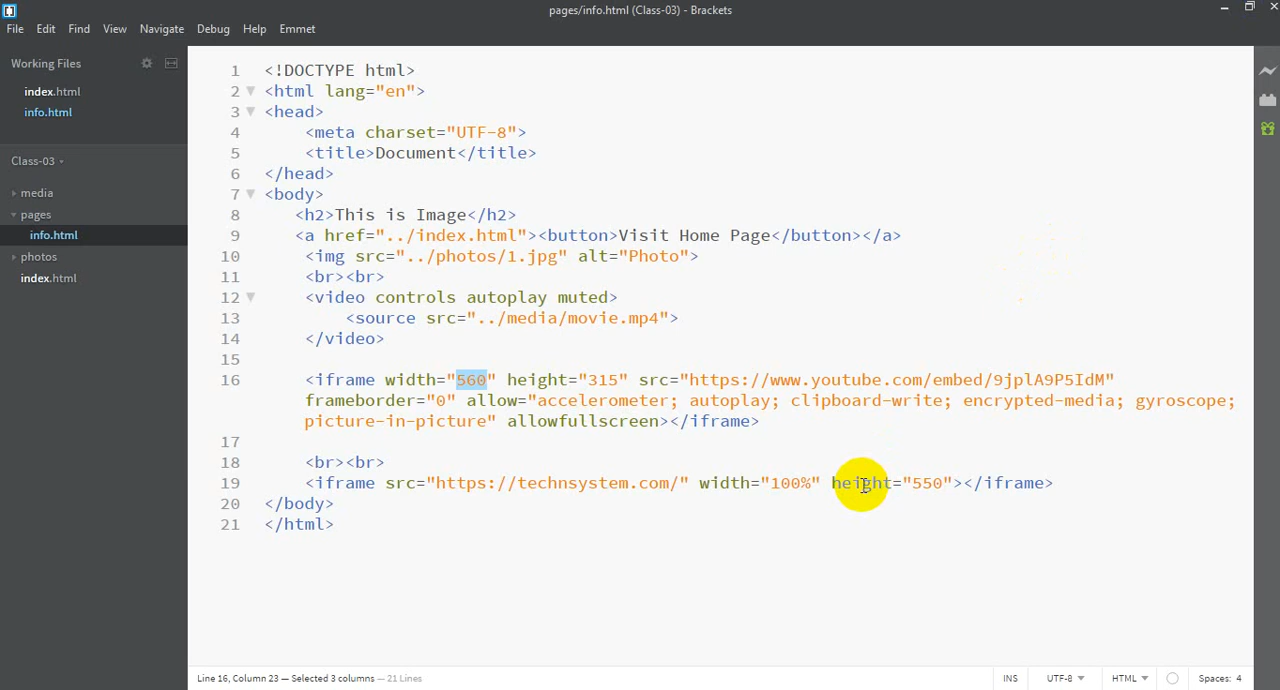 pages/info.html (Class-03) - Brackets
File Edit Find View Navigate Debug Help Emmet
Working Files
index.html
info.html
Class-03
media
pages
info.html
photos
index.html
1 <!DOCTYPE html>
2 <html lang="en">
3 <head>
4 <meta charset="UTF-8">
5 <title>Document</title>
6 </head>
7 <body>
8 <h2>This is Image</h2>
9 <a href="../index.html"><button>Visit Home Page</button></a>
10 <img src="../photos/1.jpg" alt="Photo">
11 <br><br>
12 <video controls autoplay muted>
13 <source src="../media/movie.mp4">
14 </video>
15
16 <iframe width="560" height="315" src="https://www.youtube.com/embed/9jplA9P5IdM"
frameborder="0" allow="accelerometer; autoplay; clipboard-write; encrypted-media; gyroscope;
picture-in-picture" allowfullscreen></iframe>
17
18 <br><br>
19 <iframe src="https://technsystem.com/" width="100%" height="550"></iframe>
20 </body>
21 </html>
Line 16, Column 23 — Selected 3 columns — 21 Lines
INS UTF-8 HTML Spaces: 4